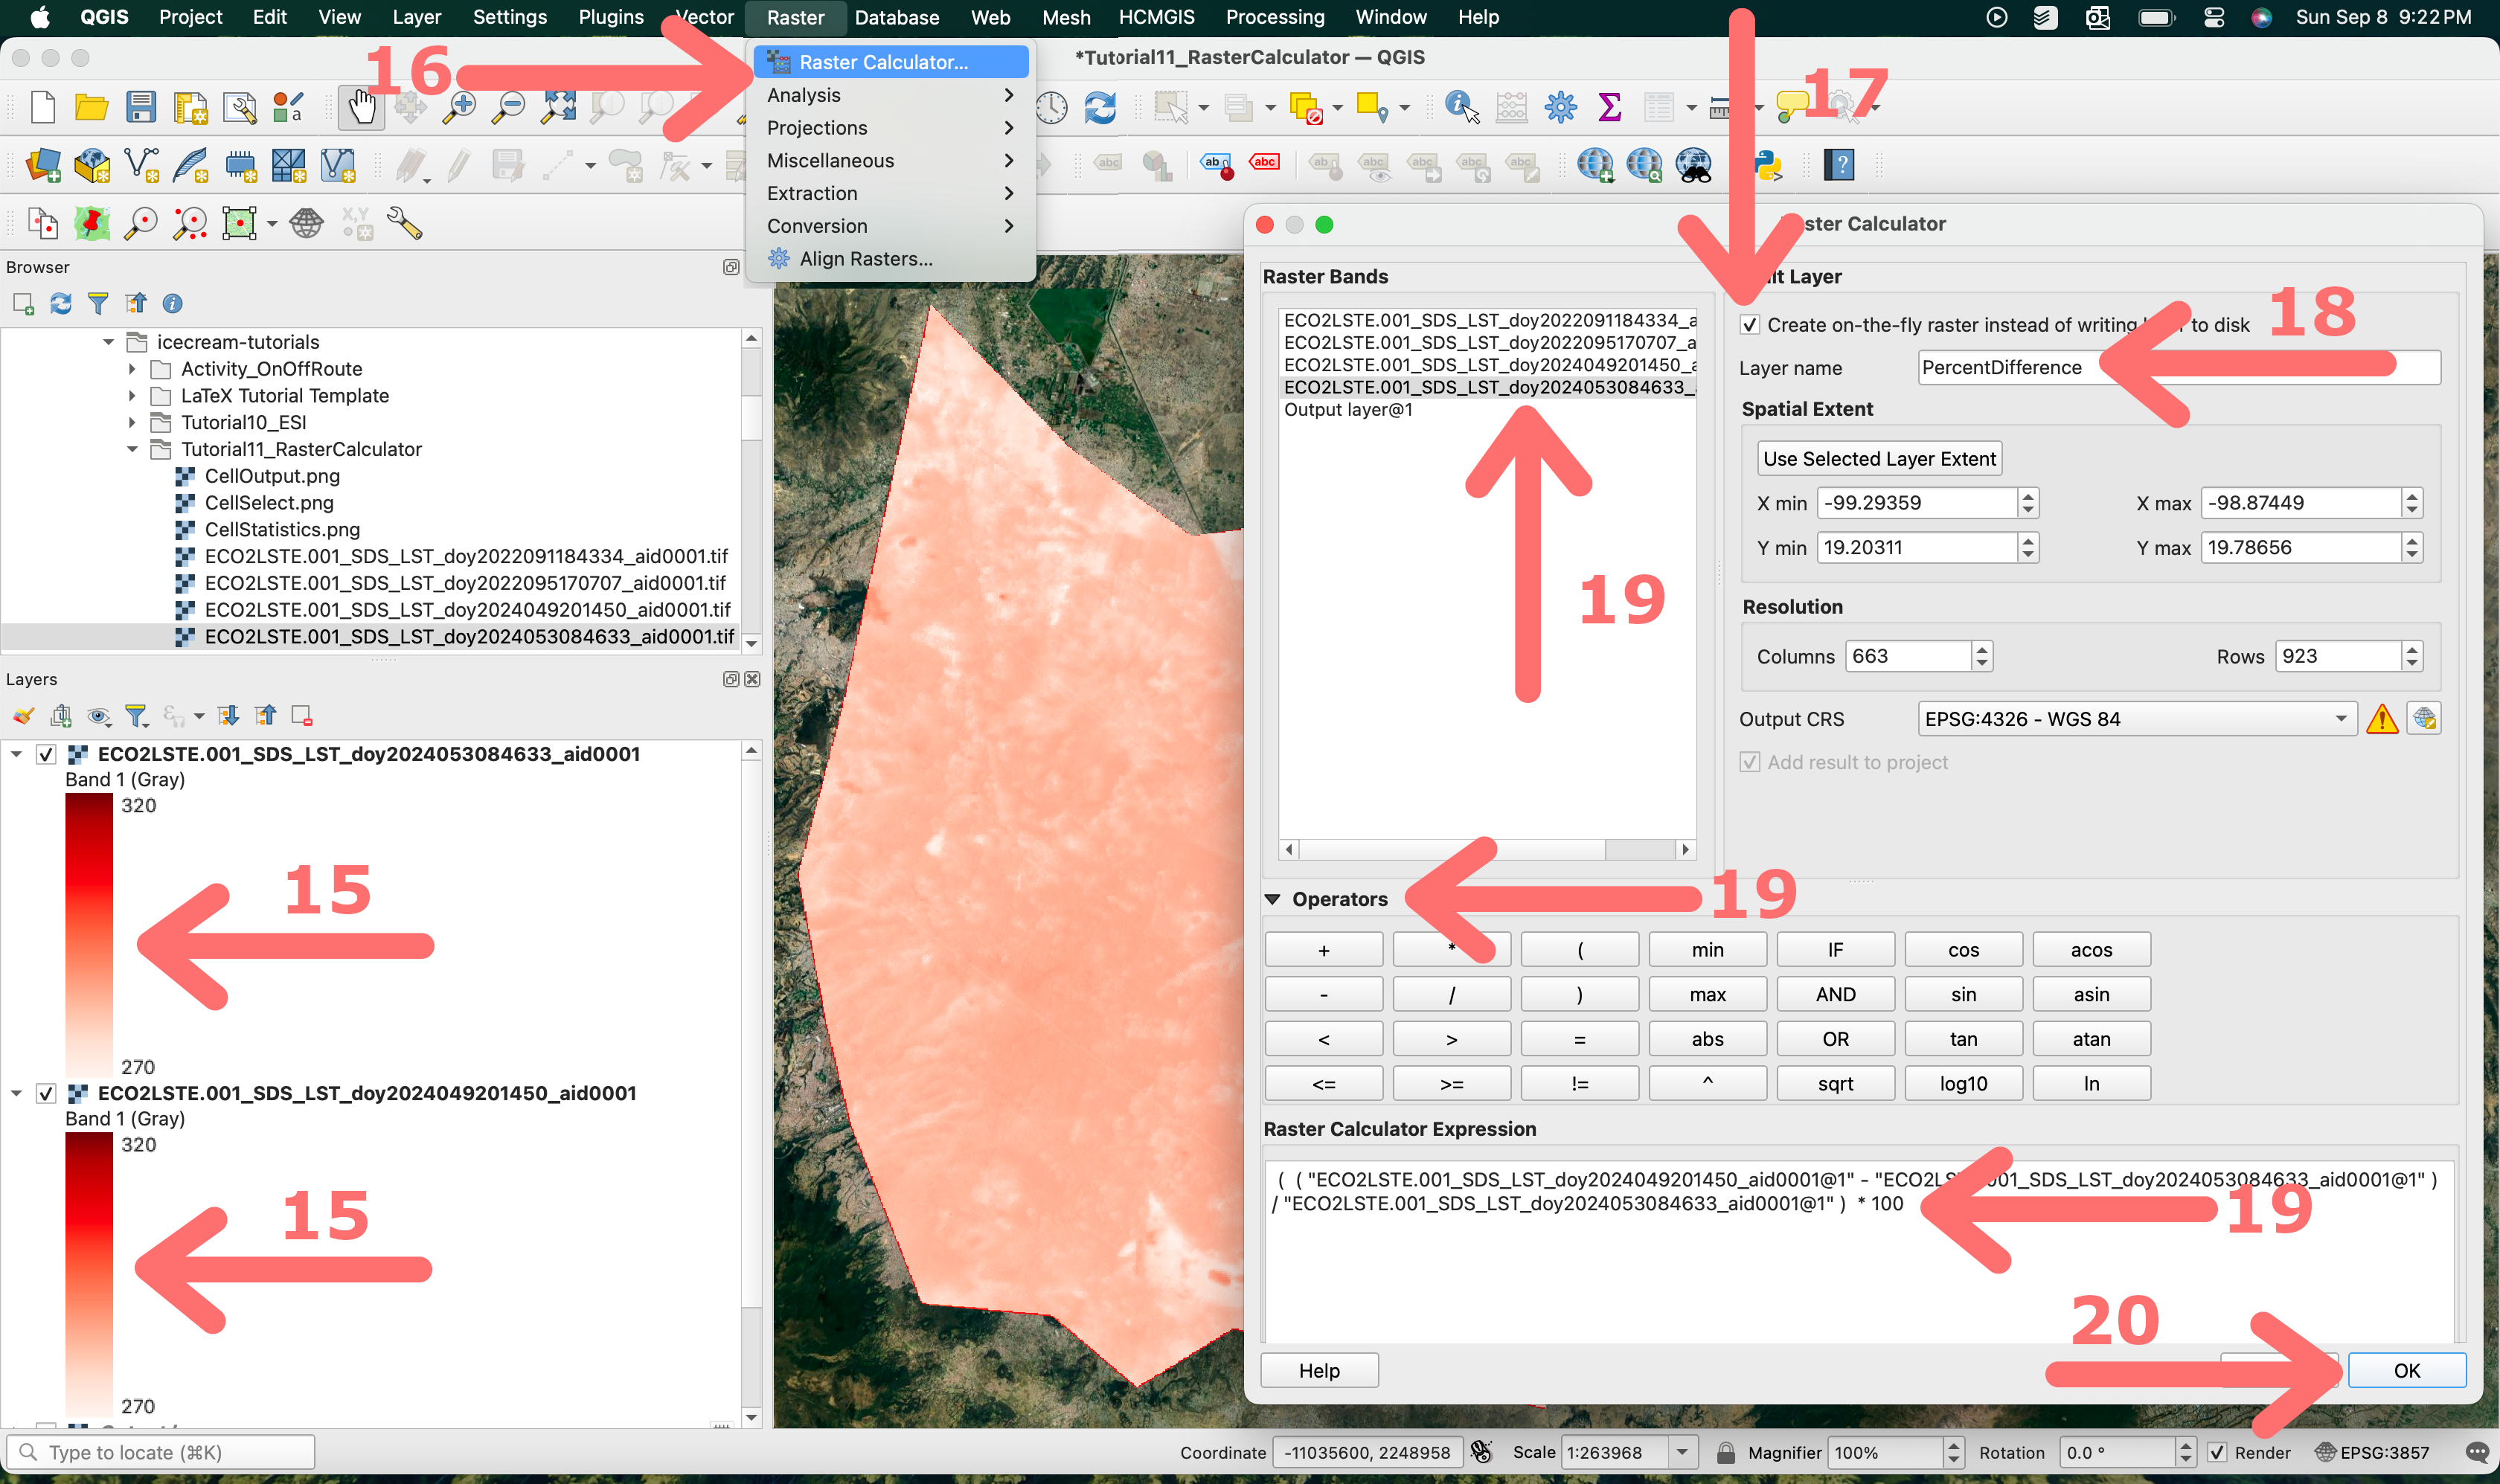 QGIS Project Edit View Layer Settings Plugins Vector Raster Database Web Mesh HCMGIS Processing Window Help Sun Sep 8 9:22 PM
*Tutorial11_RasterCalculator — QGIS
16
17
Raster Calculator...
Analysis
Projections
Miscellaneous
Extraction
Conversion
Align Rasters...
Browser
icecream-tutorials
Activity_OnOffRoute
LaTeX Tutorial Template
Tutorial10_ESI
Tutorial11_RasterCalculator
CellOutput.png
CellSelect.png
CellStatistics.png
ECO2LSTE.001_SDS_LST_doy2022091184334_aid0001.tif
ECO2LSTE.001_SDS_LST_doy2022095170707_aid0001.tif
ECO2LSTE.001_SDS_LST_doy2024049201450_aid0001.tif
ECO2LSTE.001_SDS_LST_doy2024053084633_aid0001.tif
Layers
ECO2LSTE.001_SDS_LST_doy2024053084633_aid0001
Band 1 (Gray)
320
15
270
ECO2LSTE.001_SDS_LST_doy2024049201450_aid0001
Band 1 (Gray)
320
15
270
Calculator
Raster Bands
Layer
ECO2LSTE.001_SDS_LST_doy2022091184334_a
ECO2LSTE.001_SDS_LST_doy2022095170707_a
ECO2LSTE.001_SDS_LST_doy2024049201450_a
ECO2LSTE.001_SDS_LST_doy2024053084633_
Output layer@1
19
Create on-the-fly raster instead of writing to disk
18
Layer name PercentDifference
Spatial Extent
Use Selected Layer Extent
X min -99.29359 X max -98.87449
Y min 19.20311 Y max 19.78656
Resolution
Columns 663 Rows 923
Output CRS EPSG:4326 - WGS 84
Add result to project
Operators
19
+ * ( min IF cos acos
- / ) max AND sin asin
< > = abs OR tan atan
<= >= != ^ sqrt log10 ln
Raster Calculator Expression
( ( "ECO2LSTE.001_SDS_LST_doy2024049201450_aid0001@1" - "ECO2LSTE.001_SDS_LST_doy2024053084633_aid0001@1" )
/ "ECO2LSTE.001_SDS_LST_doy2024053084633_aid0001@1" ) * 100
19
20
Help OK
Type to locate (⌘K) Coordinate -11035600, 2248958 Scale 1:263968 Magnifier 100% Rotation 0.0 ° Render EPSG:3857